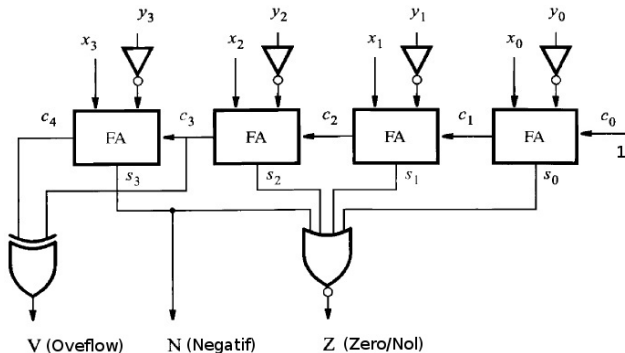 y3 y2 y1 y0
x3 x2 x1 x0
c4 FA c3 FA c2 FA c1 FA c0
1
s3 s2 s1 s0
V (Oveflow) N (Negatif) Z (Zero/Nol)